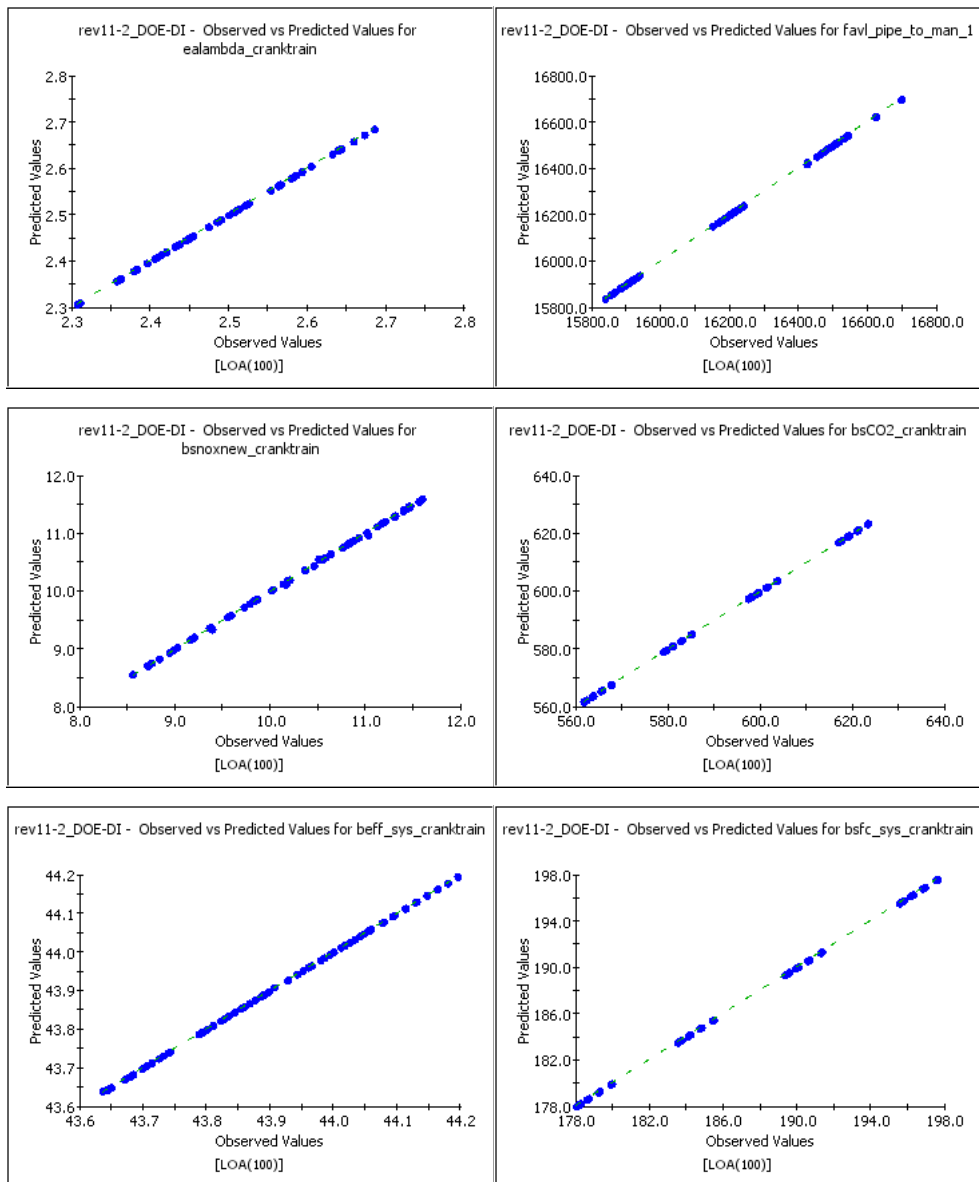 rev11-2_DOE-DI - Observed vs Predicted Values for
ealambda_cranktrain
2.8
2.7
2.6
2.5
2.4
2.3
Predicted Values
2.3 2.4 2.5 2.6 2.7 2.8
Observed Values
[LOA(100)]
rev11-2_DOE-DI - Observed vs Predicted Values for favl_pipe_to_man_1
16800.0
16600.0
16400.0
16200.0
16000.0
15800.0
Predicted Values
15800.0 16000.0 16200.0 16400.0 16600.0 16800.0
Observed Values
[LOA(100)]
rev11-2_DOE-DI - Observed vs Predicted Values for
bsnoxnew_cranktrain
12.0
11.0
10.0
9.0
8.0
Predicted Values
8.0 9.0 10.0 11.0 12.0
Observed Values
[LOA(100)]
rev11-2_DOE-DI - Observed vs Predicted Values for bsCO2_cranktrain
640.0
620.0
600.0
580.0
560.0
Predicted Values
560.0 580.0 600.0 620.0 640.0
Observed Values
[LOA(100)]
rev11-2_DOE-DI - Observed vs Predicted Values for beff_sys_cranktrain
44.2
44.1
44.0
43.9
43.8
43.7
43.6
Predicted Values
43.6 43.7 43.8 43.9 44.0 44.1 44.2
Observed Values
[LOA(100)]
rev11-2_DOE-DI - Observed vs Predicted Values for bsfc_sys_cranktrain
198.0
194.0
190.0
186.0
182.0
178.0
Predicted Values
178.0 182.0 186.0 190.0 194.0 198.0
Observed Values
[LOA(100)]